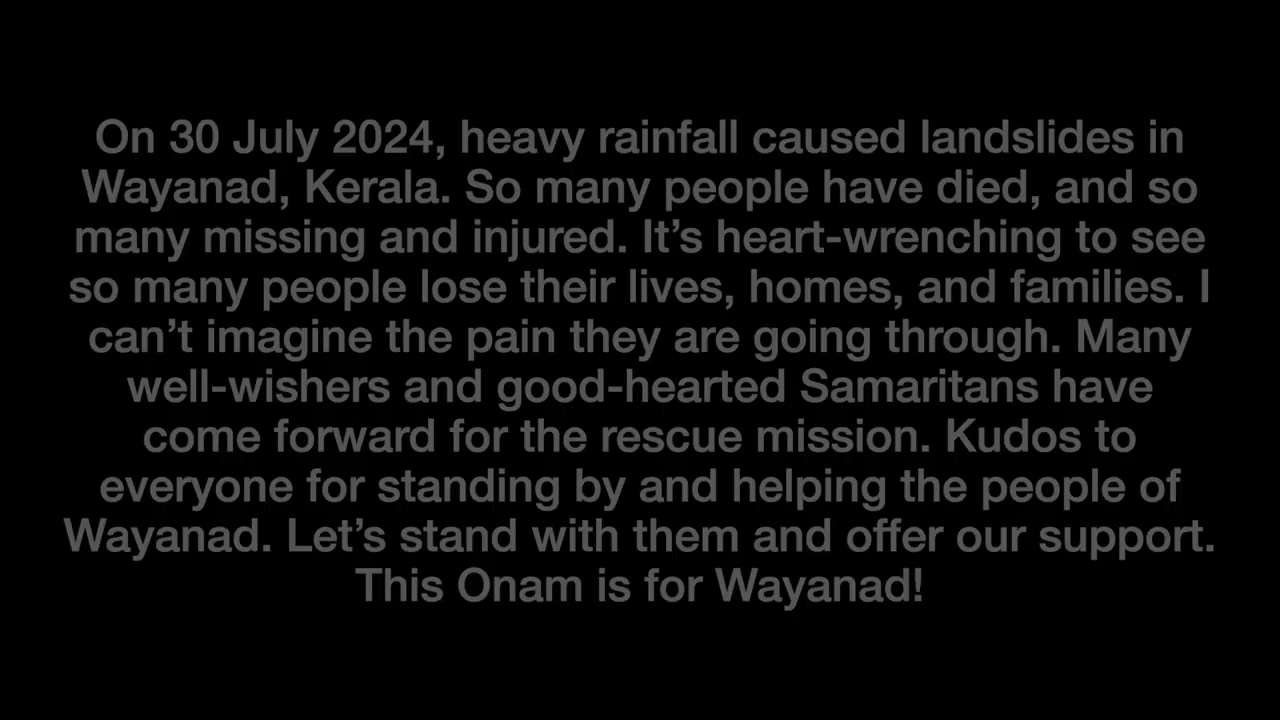 On 30 July 2024, heavy rainfall caused landslides in
Wayanad, Kerala. So many people have died, and so
many missing and injured. It’s heart-wrenching to see
so many people lose their lives, homes, and families. I
can’t imagine the pain they are going through. Many
well-wishers and good-hearted Samaritans have
come forward for the rescue mission. Kudos to
everyone for standing by and helping the people of
Wayanad. Let’s stand with them and offer our support.
This Onam is for Wayanad!